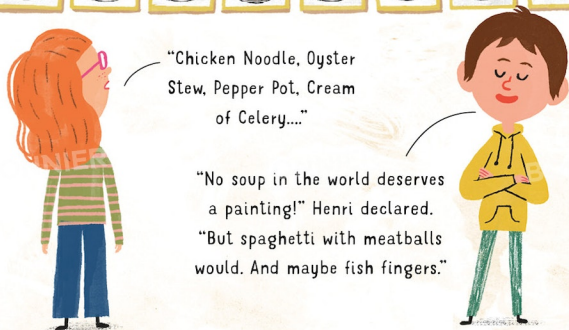 “Chicken Noodle, Oyster
Stew, Pepper Pot, Cream
of Celery....”
“No soup in the world deserves
a painting!” Henri declared.
“But spaghetti with meatballs
would. And maybe fish fingers.”